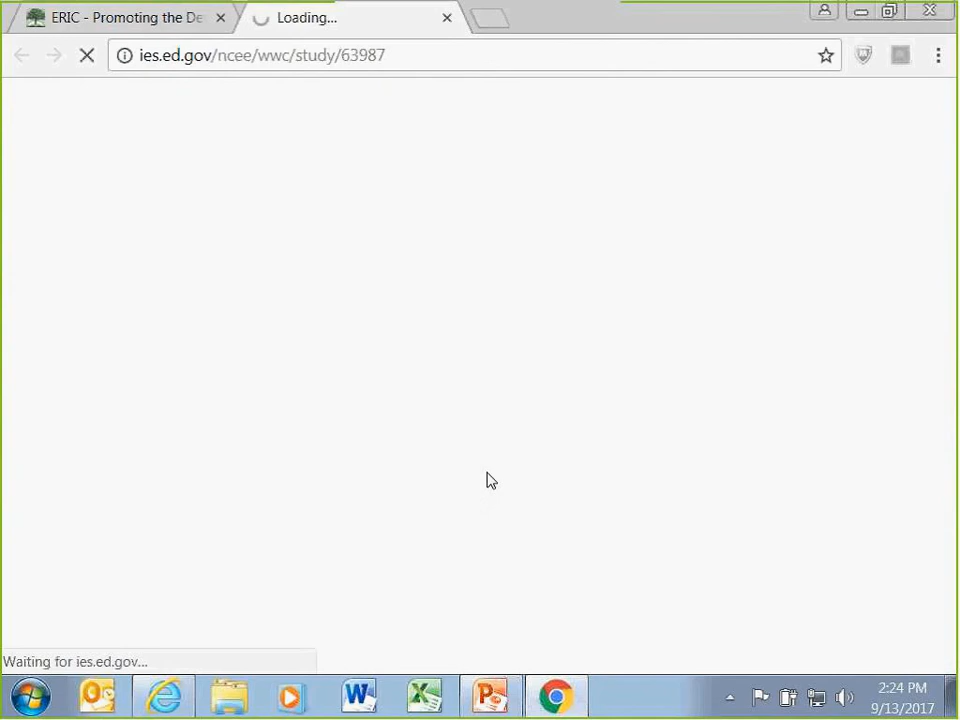 ERIC - Promoting the De
Loading...
ies.ed.gov/ncee/wwc/study/63987
Waiting for ies.ed.gov...
2:24 PM
9/13/2017